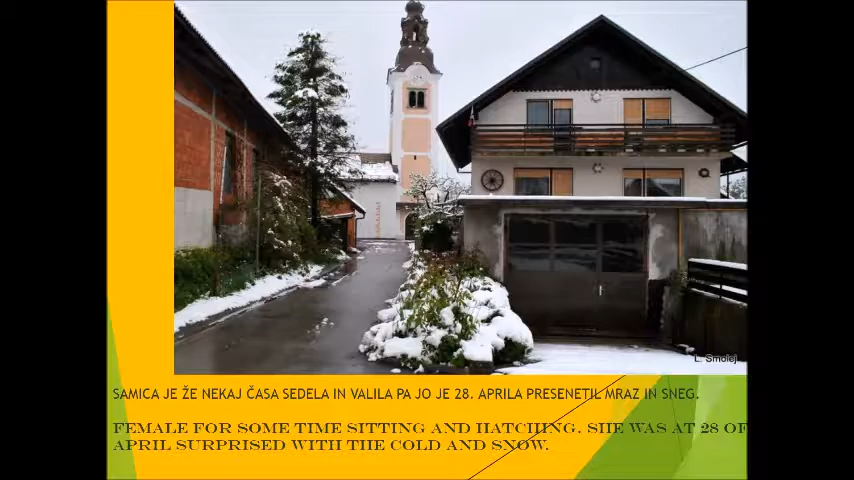 L. Smolej
SAMICA JE ŽE NEKAJ ČASA SEDELA IN VALILA PA JO JE 28. APRILA PRESENETIL MRAZ IN SNEG.
FEMALE FOR SOME TIME SITTING AND HATCHING. SHE WAS AT 28 OF
APRIL SURPRISED WITH THE COLD AND SNOW.